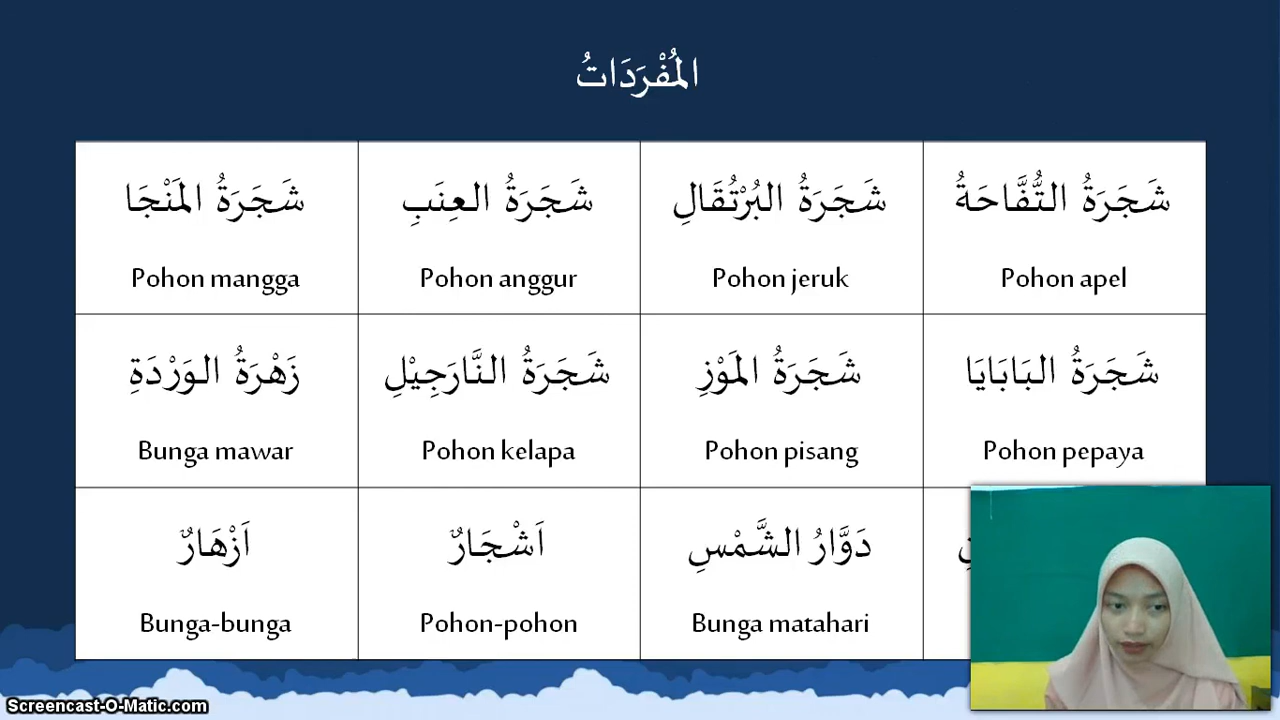 المُفْرَدَاتُ
شَجَرَةُ التُّفَّاحَةُ
Pohon apel
شَجَرَةُ البُرْتُقَالِ
Pohon jeruk
شَجَرَةُ العِنَبِ
Pohon anggur
شَجَرَةُ المَنْجَا
Pohon mangga
شَجَرَةُ البَابَايَا
Pohon pepaya
شَجَرَةُ المَوْزِ
Pohon pisang
شَجَرَةُ النَّارَجِيْلِ
Pohon kelapa
زَهْرَةُ الوَرْدَةِ
Bunga mawar
دَوَّارُ الشَّمْسِ
Bunga matahari
اَشْجَارٌ
Pohon-pohon
اَزْهَارٌ
Bunga-bunga
Screencast-O-Matic.com